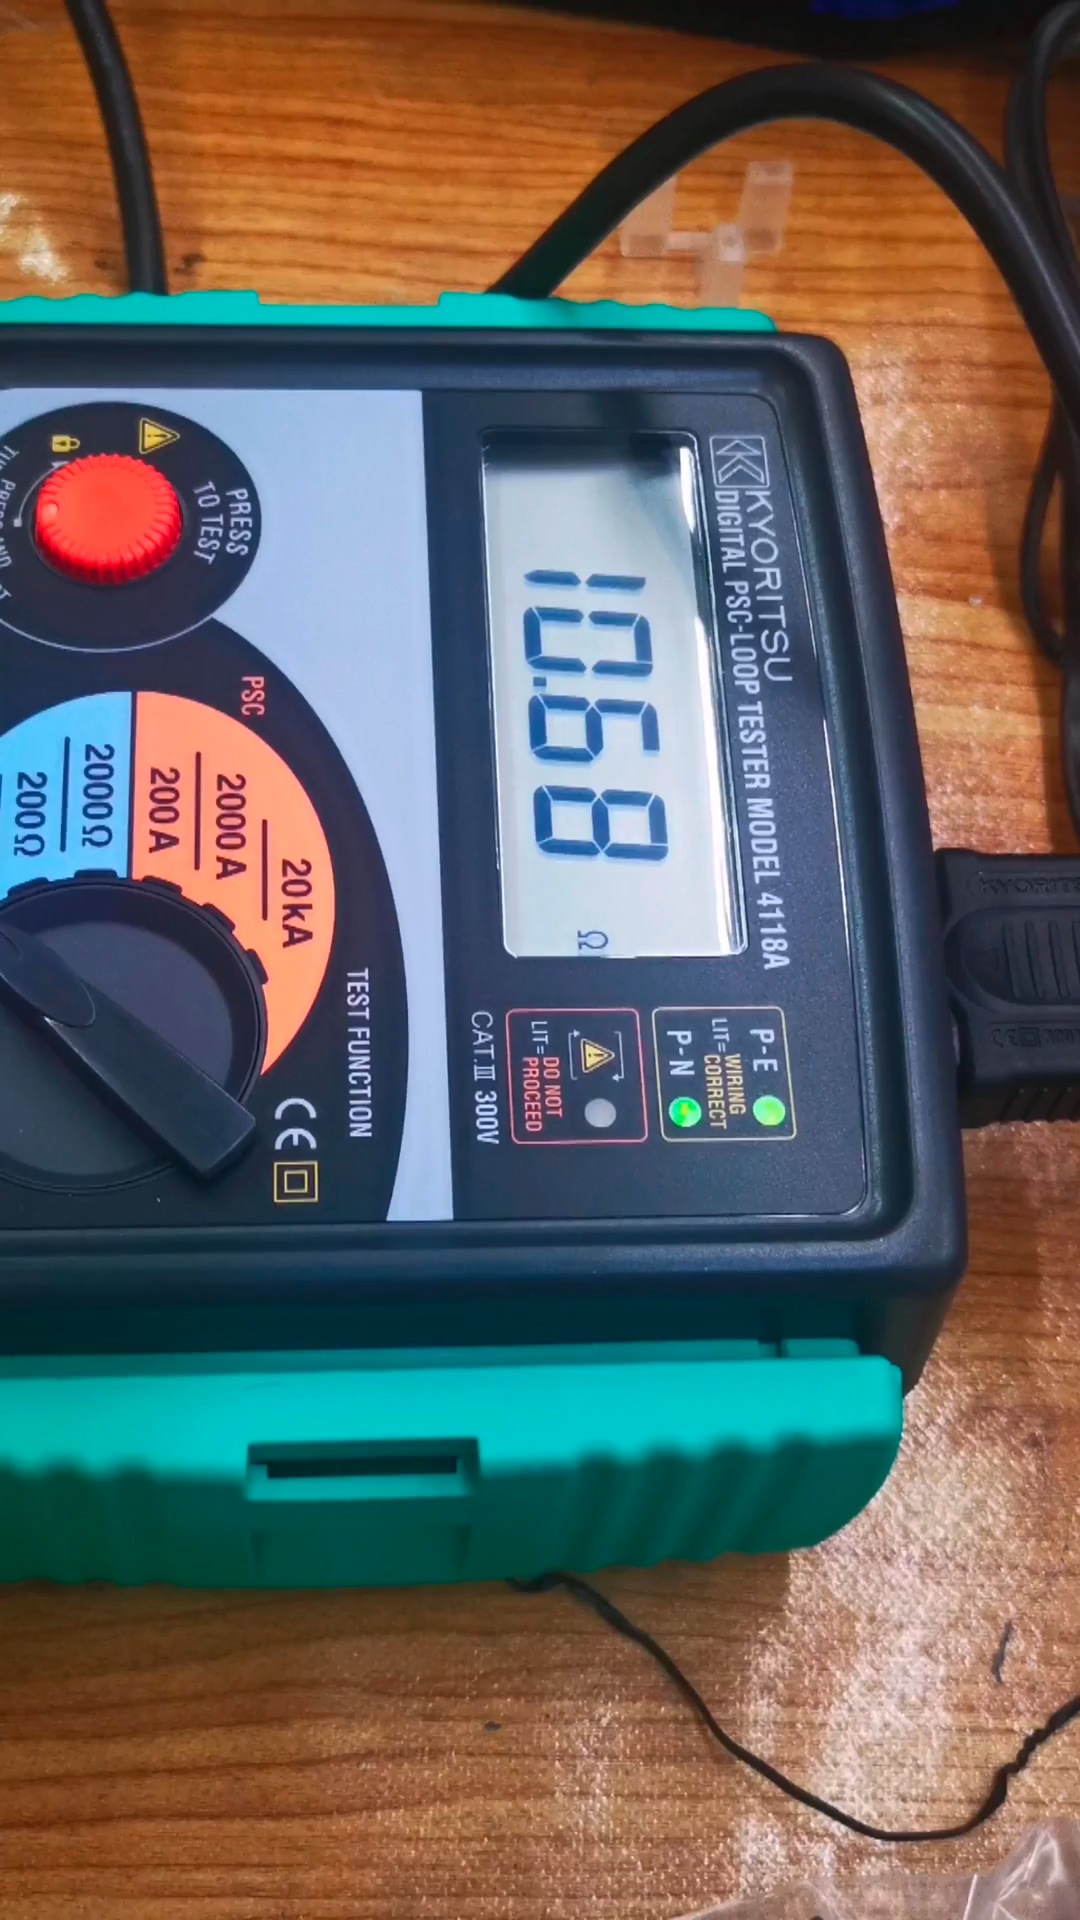 KYORITSU
DIGITAL PSC-LOOP TESTER MODEL 4118A
10.68
Ω
P-E
P-N
LIT=WIRING
CORRECT
LIT=DO NOT
PROCEED
CAT.III 300V
PRESS
TO TEST
PSC
20kA
2000A
200A
2000Ω
200Ω
TEST FUNCTION
CE
KYORITSU